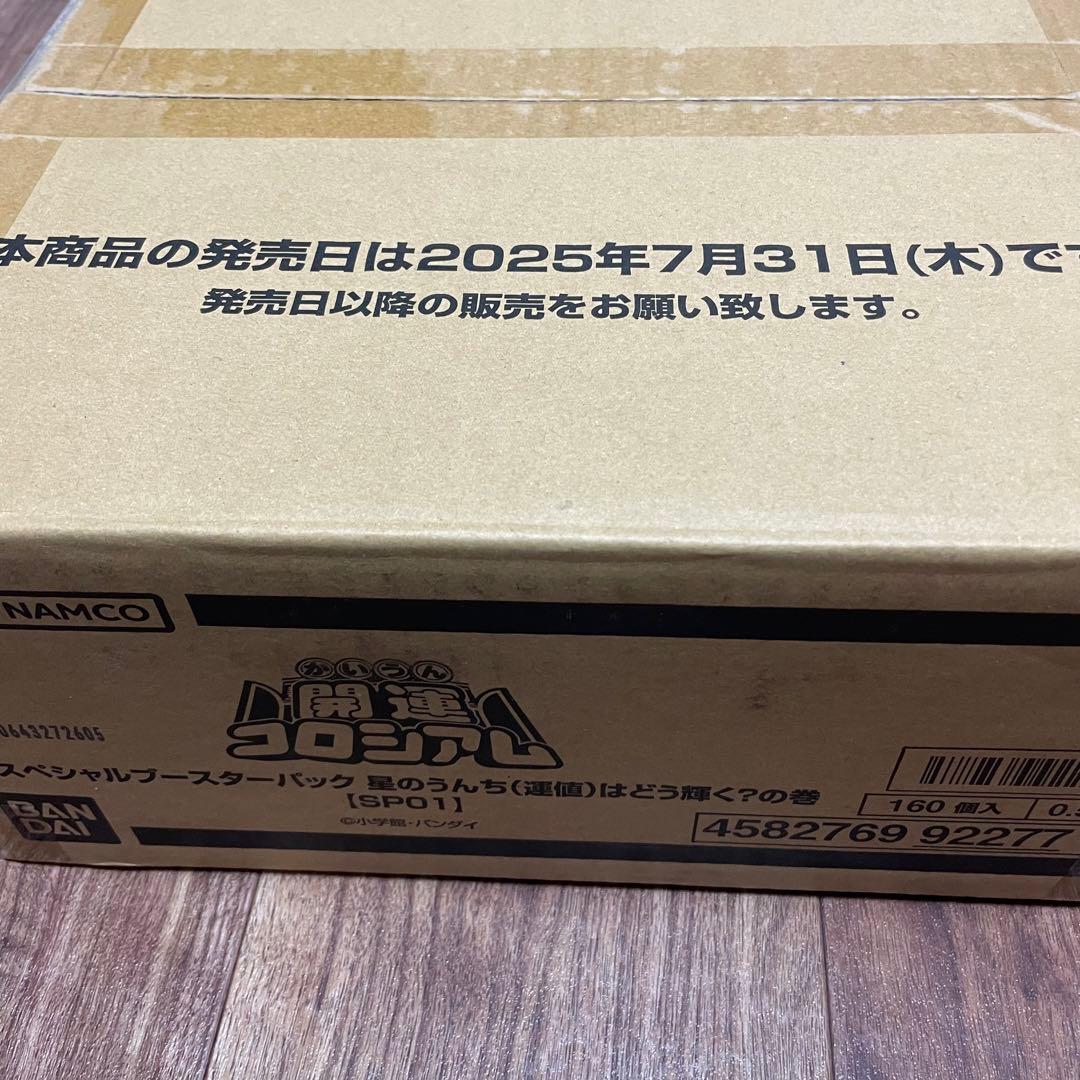 本商品の発売日は2025年7月31日(木)です
発売日以降の販売をお願い致します。
NAMCO
かいうん
開運
コロシアム
0643272605
スペシャルブースターパック 星のうんち(運値)はどう輝く?の巻
【SP01】
©小学館・バンダイ
BAN
DAI
160 個入
4582769 92277